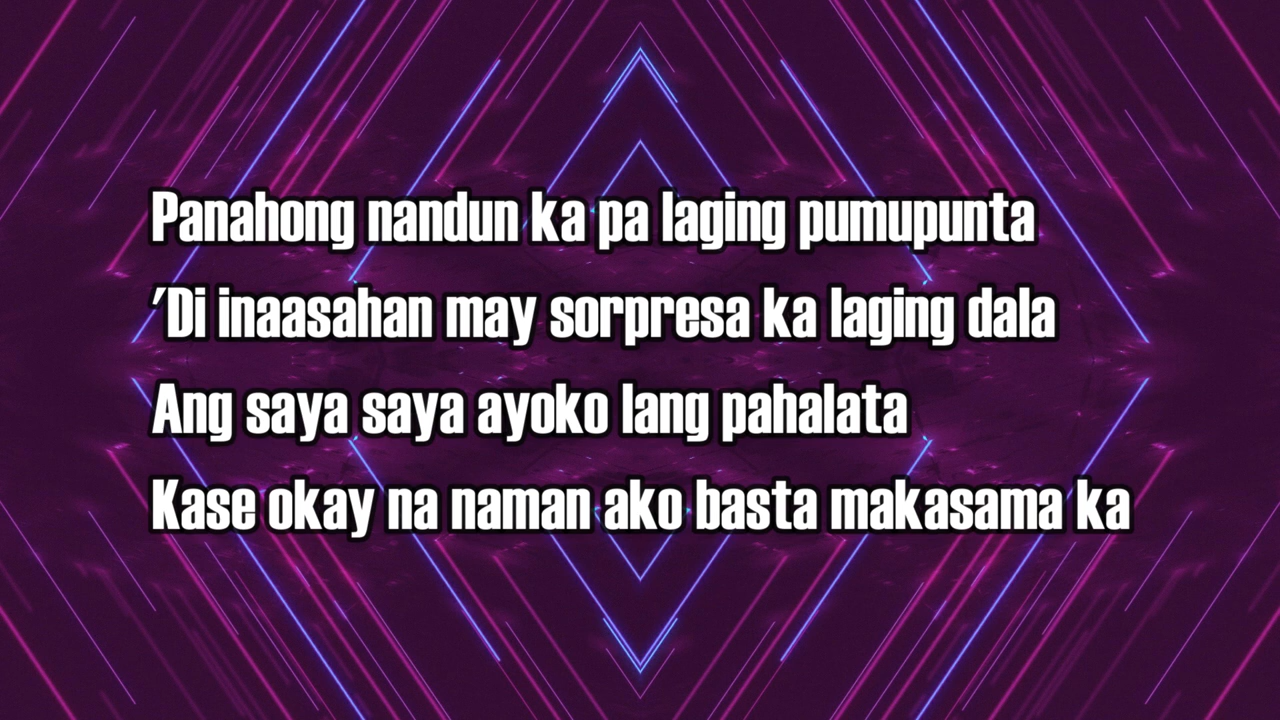 Panahong nandun ka pa laging pumupunta
'Di inaasahan may sorpresa ka laging dala
Ang saya saya ayoko lang pahalata
Kase okay na naman ako basta makasama ka